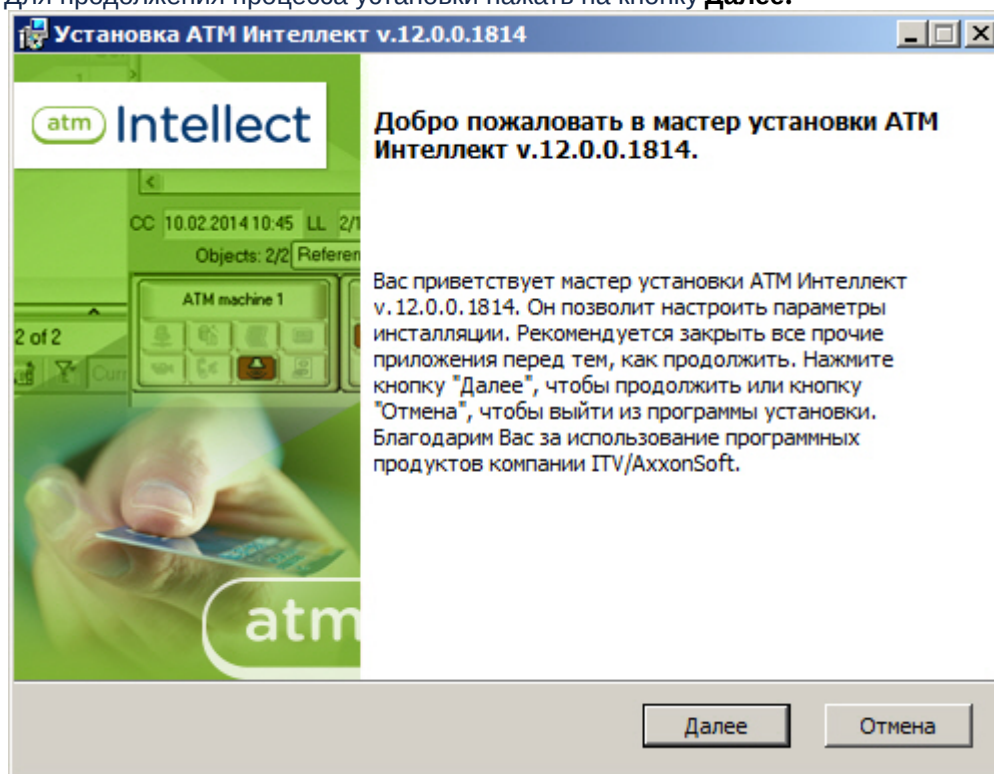 Для продолжения процесса установки нажать на кнопку Далее.
Установка АТМ Интеллект v.12.0.0.1814
atm Intellect
Добро пожаловать в мастер установки АТМ
Интеллект v.12.0.0.1814.
CC 10.02.2014 10:45 LL 2/1
Objects: 2/2 Referen
ATM machine 1
2 of 2
Curr
Вас приветствует мастер установки АТМ Интеллект
v.12.0.0.1814. Он позволит настроить параметры
инсталляции. Рекомендуется закрыть все прочие
приложения перед тем, как продолжить. Нажмите
кнопку "Далее", чтобы продолжить или кнопку
"Отмена", чтобы выйти из программы установки.
Благодарим Вас за использование программных
продуктов компании ITV/AxxonSoft.
atm
Далее Отмена